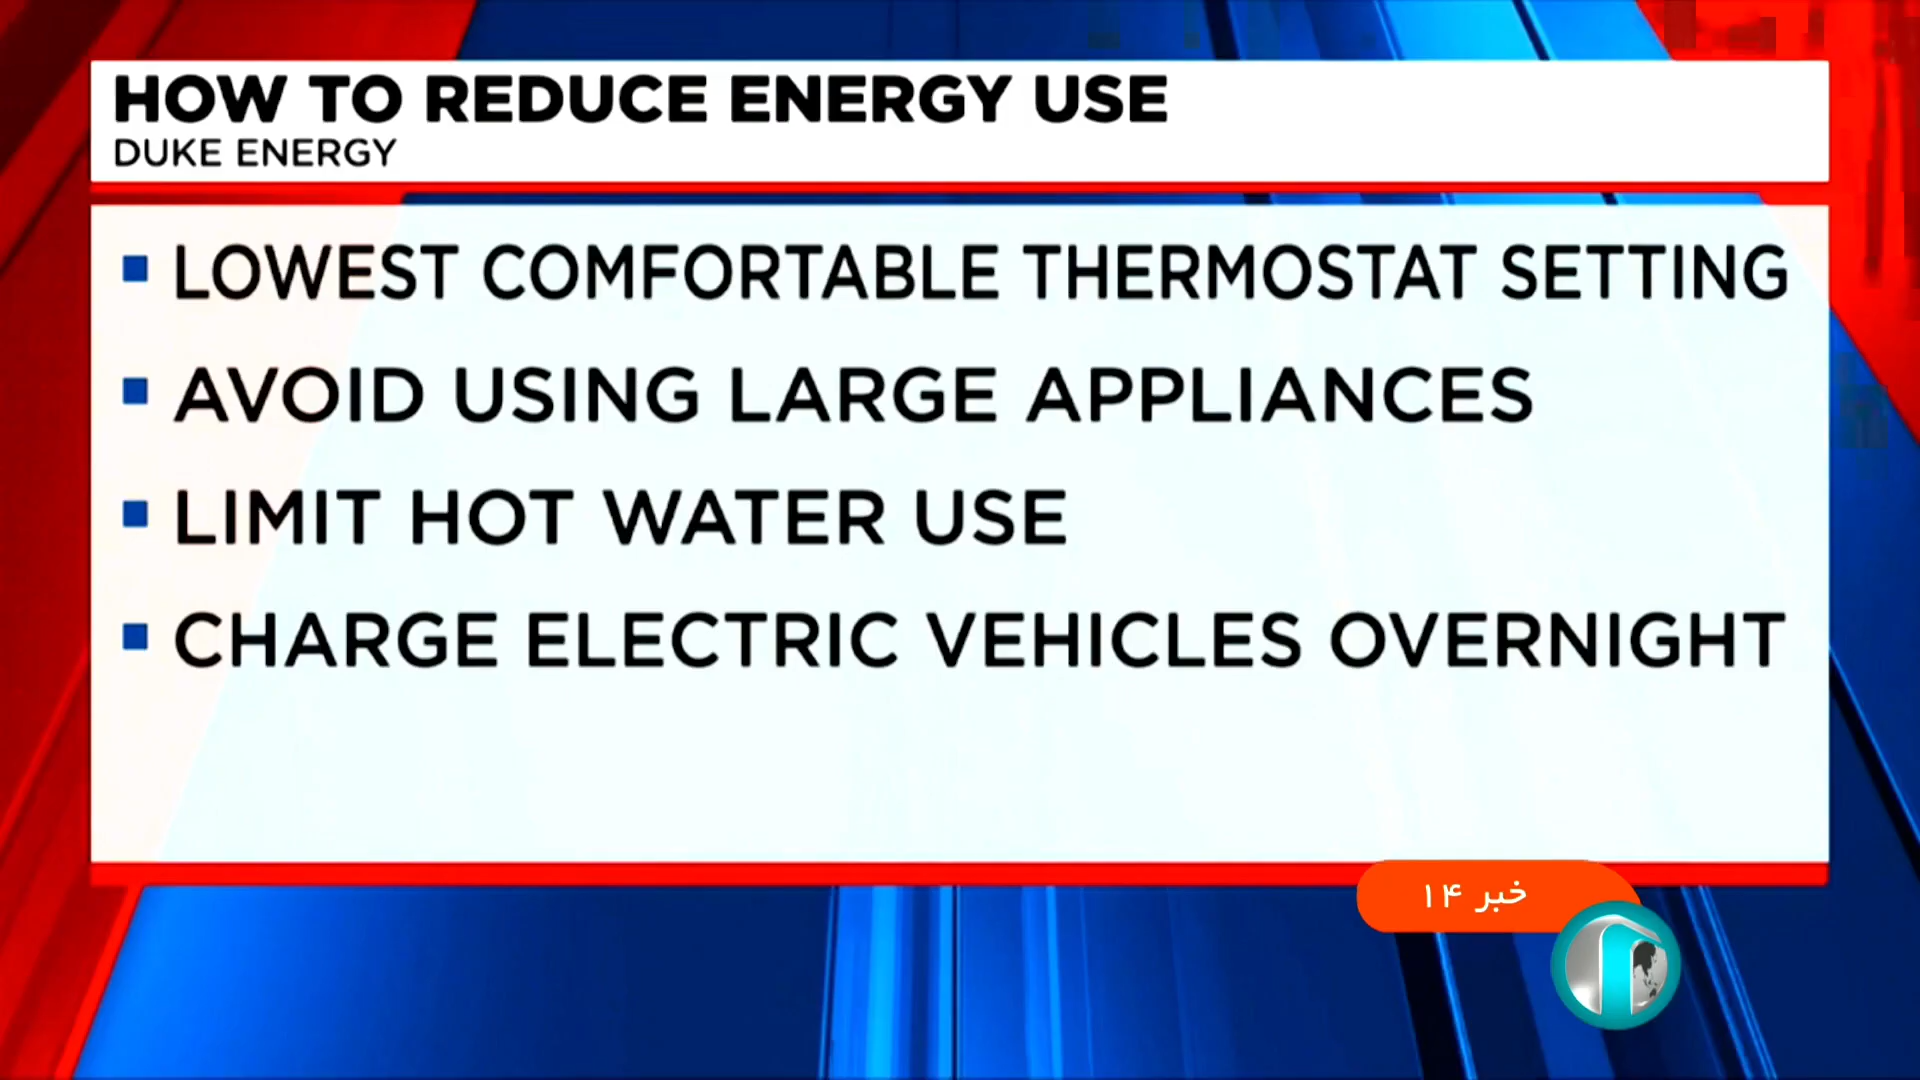 HOW TO REDUCE ENERGY USE
DUKE ENERGY
LOWEST COMFORTABLE THERMOSTAT SETTING
AVOID USING LARGE APPLIANCES
LIMIT HOT WATER USE
CHARGE ELECTRIC VEHICLES OVERNIGHT
خبر ۱۴